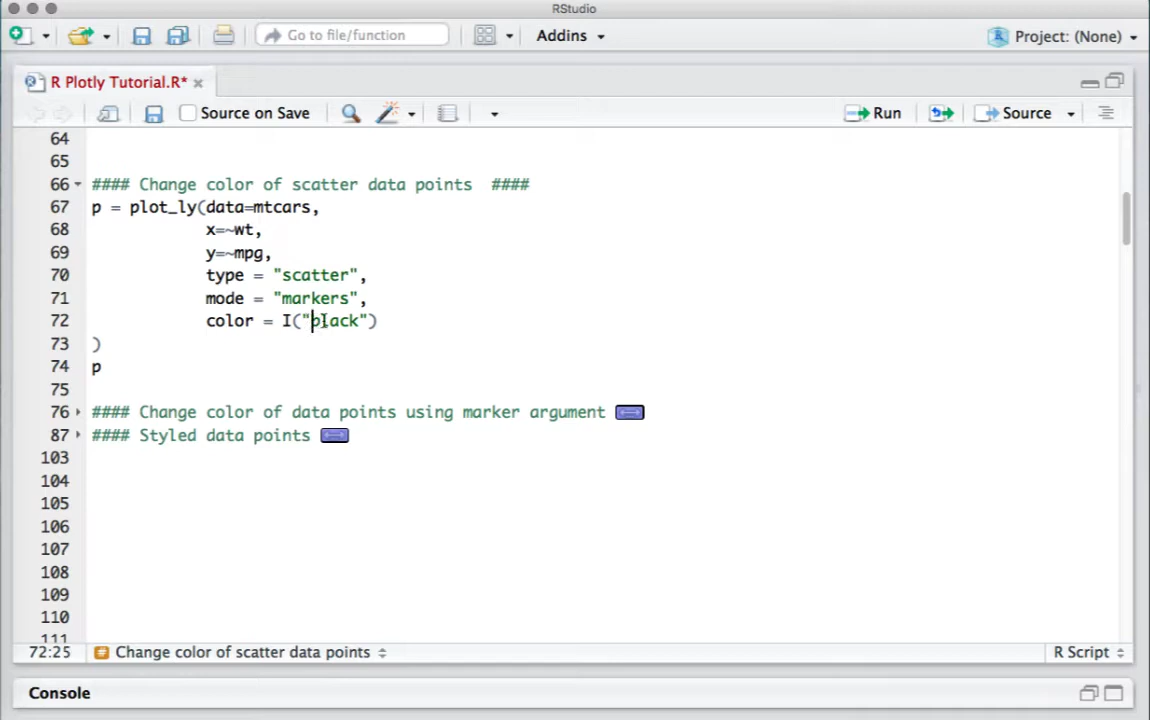 RStudio
Go to file/function
Addins
Project: (None)
R Plotly Tutorial.R*
Source on Save
Run
Source
64
65
66 #### Change color of scatter data points  ####
67 p = plot_ly(data=mtcars,
68 x=~wt,
69 y=~mpg,
70 type = "scatter",
71 mode = "markers",
72 color = I("black")
73 )
74 p
75
76 #### Change color of data points using marker argument
87 #### Styled data points
103
104
105
106
107
108
109
110
111
72:25 # Change color of scatter data points R Script
Console